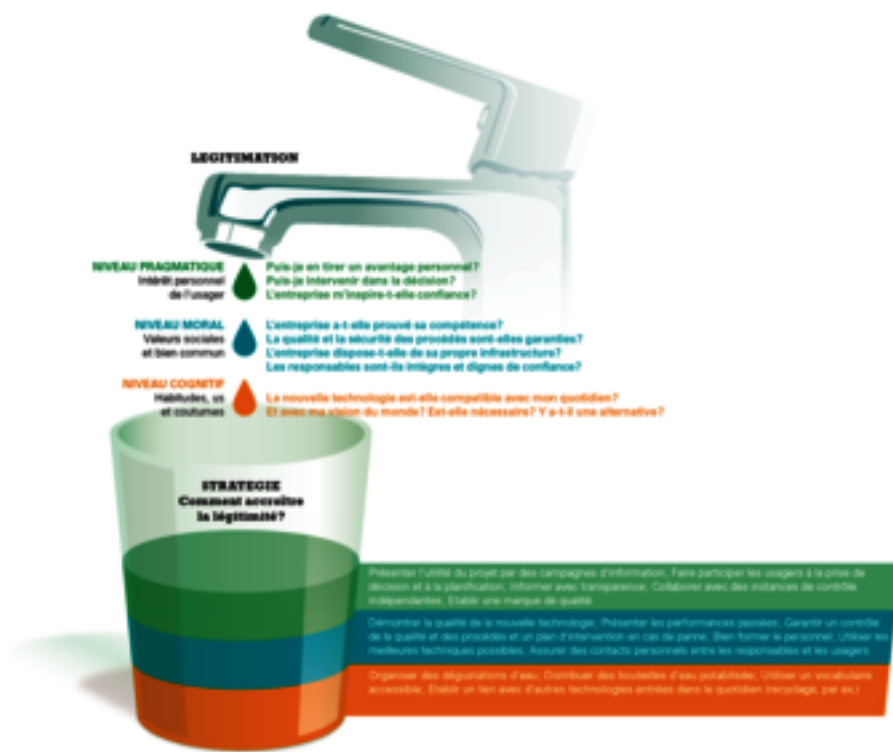 LEGITIMATION
NIVEAU PRAGMATIQUE
Intérêt personnel
de l'usager
Puis-je en tirer un avantage personnel?
Puis-je intervenir dans la décision?
L'entreprise m'inspire-t-elle confiance?
NIVEAU MORAL
Valeurs sociales
et bien commun
L'entreprise a-t-elle prouvé sa compétence?
La qualité et la sécurité des procédés sont-elles garanties?
L'entreprise dispose-t-elle de sa propre infrastructure?
Les responsables sont-ils intègres et dignes de confiance?
NIVEAU COGNITIF
Habitudes, us
et coutumes
La nouvelle technologie est-elle compatible avec mon quotidien?
Et avec ma vision du monde? Est-elle nécessaire? Y a-t-il une alternative?
STRATEGIE
Comment accroître
la légitimité?
Présenter l'utilité du projet par des campagnes d'information; Faire participer les usagers à la prise de
décision et à la planification; Informer avec transparence; Collaborer avec des instances de contrôle
indépendantes; Etablir une marque de qualité
Démontrer la qualité de la nouvelle technologie; Présenter les performances passées; Garantir un contrôle
de la qualité et des procédés et un plan d'intervention en cas de panne; Bien former le personnel; Utiliser les
meilleures techniques possibles; Assurer des contacts personnels entre les responsables et les usagers
Organiser des dégustations d'eau; Distribuer des bouteilles d'eau potabilisée; Utiliser un vocabulaire
accessible; Etablir un lien avec d'autres technologies entrées dans le quotidien (recyclage, par ex.)